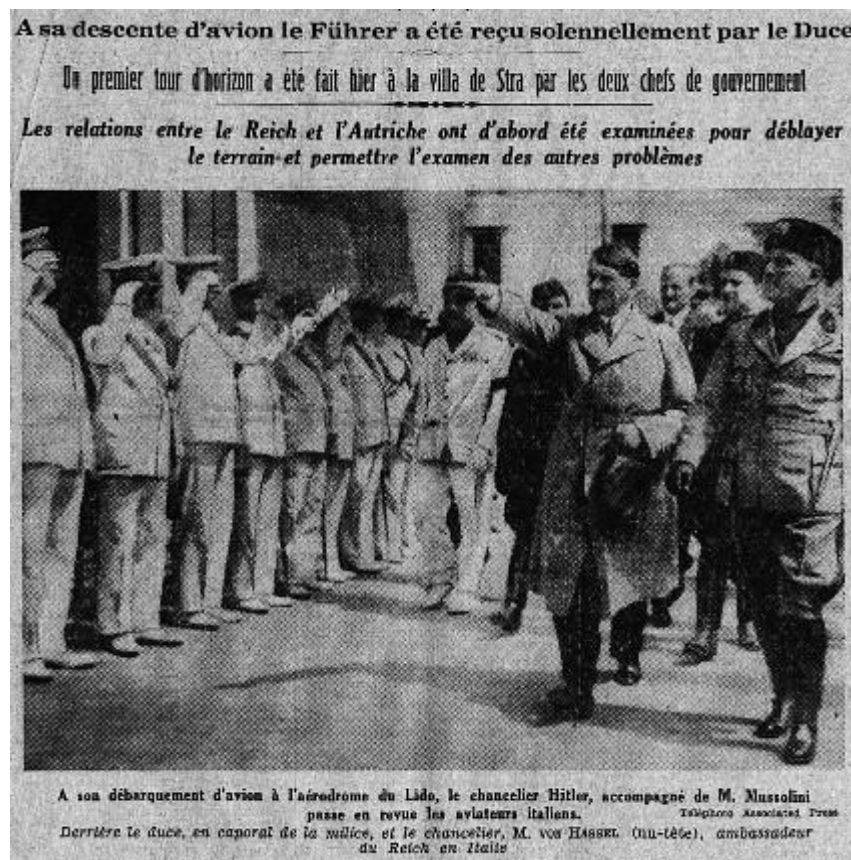 A sa descente d'avion le Führer a été reçu solennellement par le Duce
Un premier tour d'horizon a été fait hier à la villa de Stra par les deux chefs de gouvernement
Les relations entre le Reich et l'Autriche ont d'abord été examinées pour déblayer
le terrain et permettre l'examen des autres problèmes
A son débarquement d'avion à l'aérodrome du Lido, le chancelier Hitler, accompagné de M. Mussolini
passe en revue les aviateurs italiens.
Téléphoto Associated Press
Derrière le duce, en caporal de la milice, et le chancelier, M. VON HASSEL (nu-tête), ambassadeur
du Reich en Italie